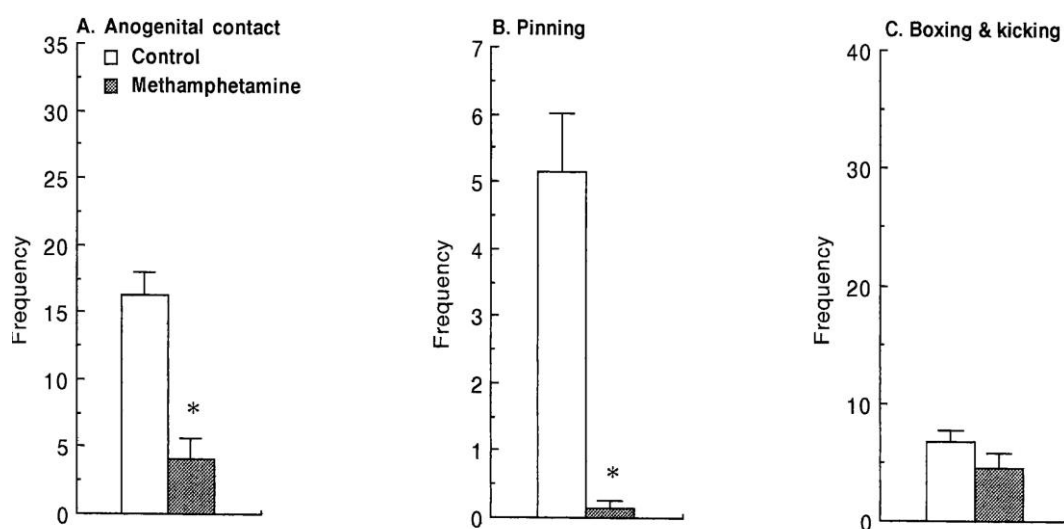 A. Anogenital contact
Control
Methamphetamine
35
30
25
20
15
10
5
0
Frequency
*
B. Pinning
7
6
5
4
3
2
1
0
Frequency
*
C. Boxing & kicking
40
30
20
10
0
Frequency